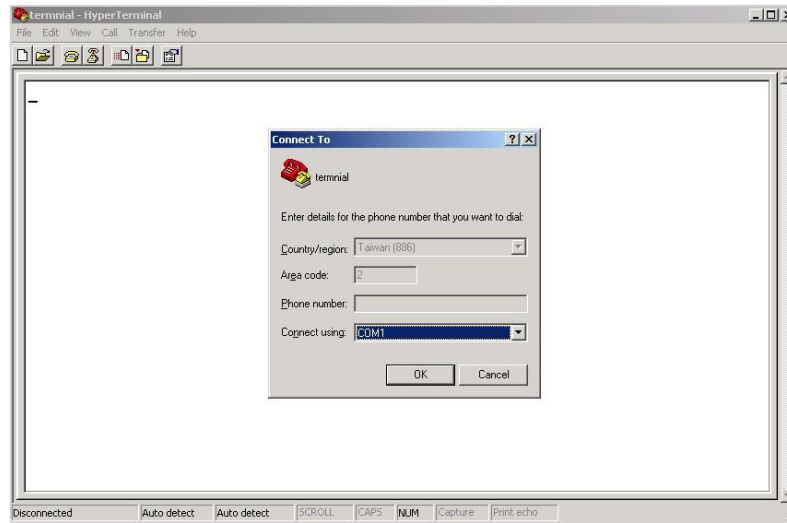 termnial - HyperTerminal
File Edit View Call Transfer Help
Connect To
termnial
Enter details for the phone number that you want to dial:
Country/region: Taiwan (886)
Area code: 2
Phone number:
Connect using: COM1
OK Cancel
Disconnected Auto detect Auto detect SCROLL CAPS NUM Capture Print echo